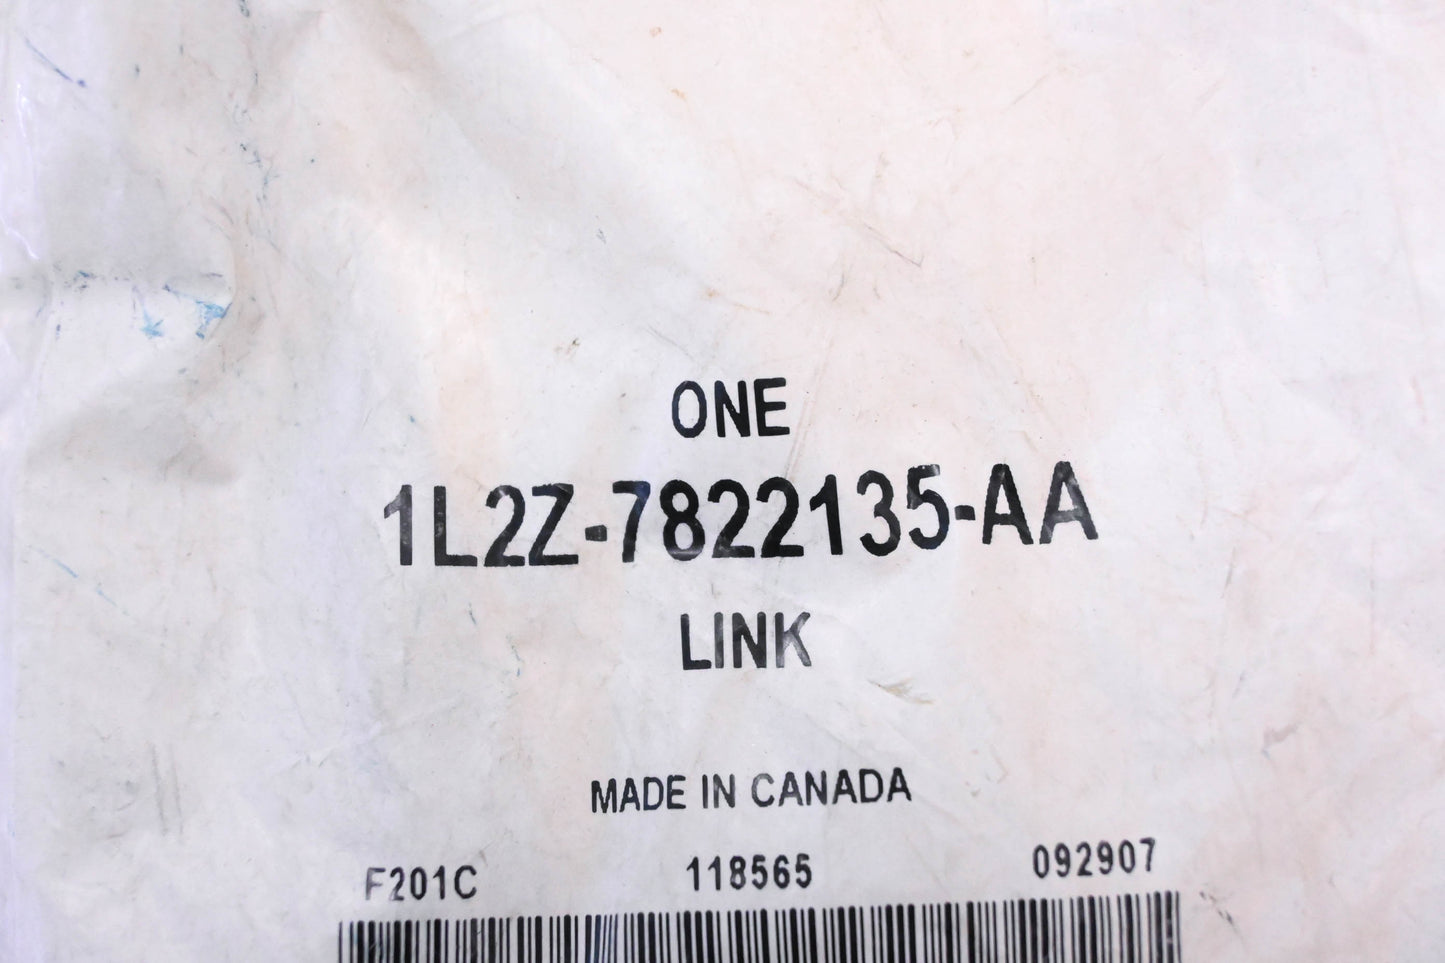 ONE
1L2Z-7822135-AA
LINK
MADE IN CANADA
F201C 118565 092907